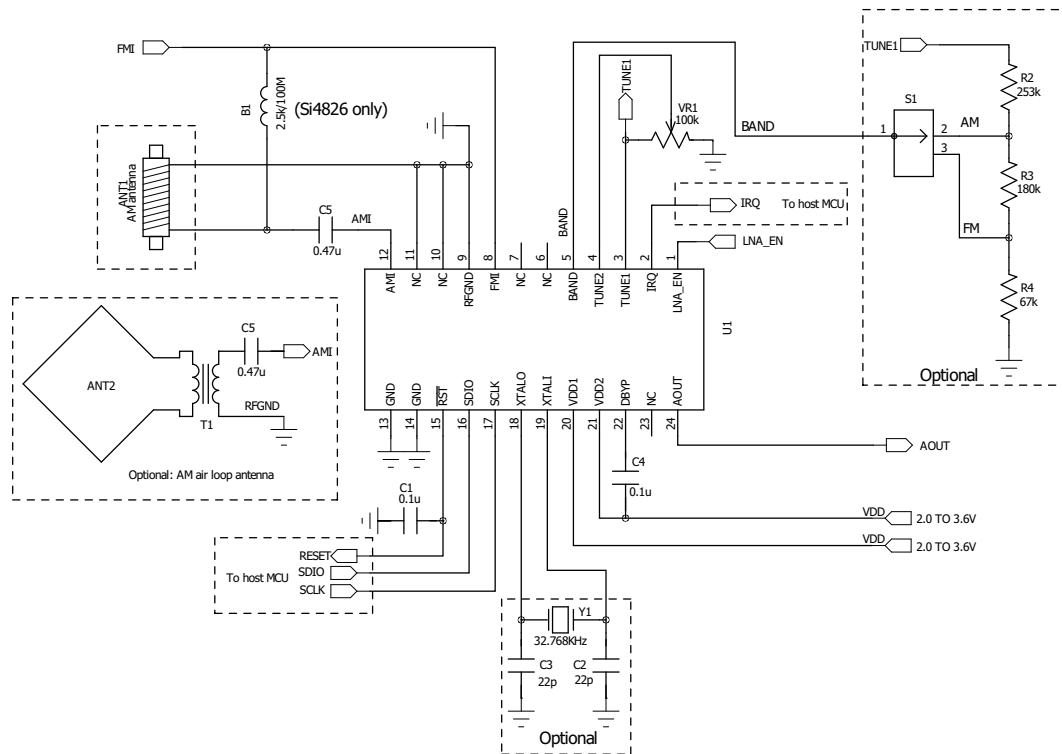 FMI
B1
2.5k/100M
(Si4826 only)
ANT1
AM antenna
C5
0.47u
AMI
TUNE1
VR1
100k
BAND
BAND
IRQ
To host MCU
LNA_EN
TUNE1
R2
253k
S1
1
2
AM
3
R3
180k
FM
R4
67k
Optional
12
11
10
9
8
7
6
5
4
3
2
1
AMI
NC
NC
RFGND
FMI
NC
NC
BAND
TUNE2
TUNE1
IRQ
LNA_EN
U1
GND
GND
RST
SDIO
SCLK
XTALO
XTALI
VDD1
VDD2
DBYP
NC
AOUT
13
14
15
16
17
18
19
20
21
22
23
24
ANT2
T1
C5
0.47u
AMI
RFGND
Optional: AM air loop antenna
C1
0.1u
C4
0.1u
AOUT
VDD
2.0 TO 3.6V
VDD
2.0 TO 3.6V
To host MCU
RESET
SDIO
SCLK
Y1
32.768KHz
C3
22p
C2
22p
Optional